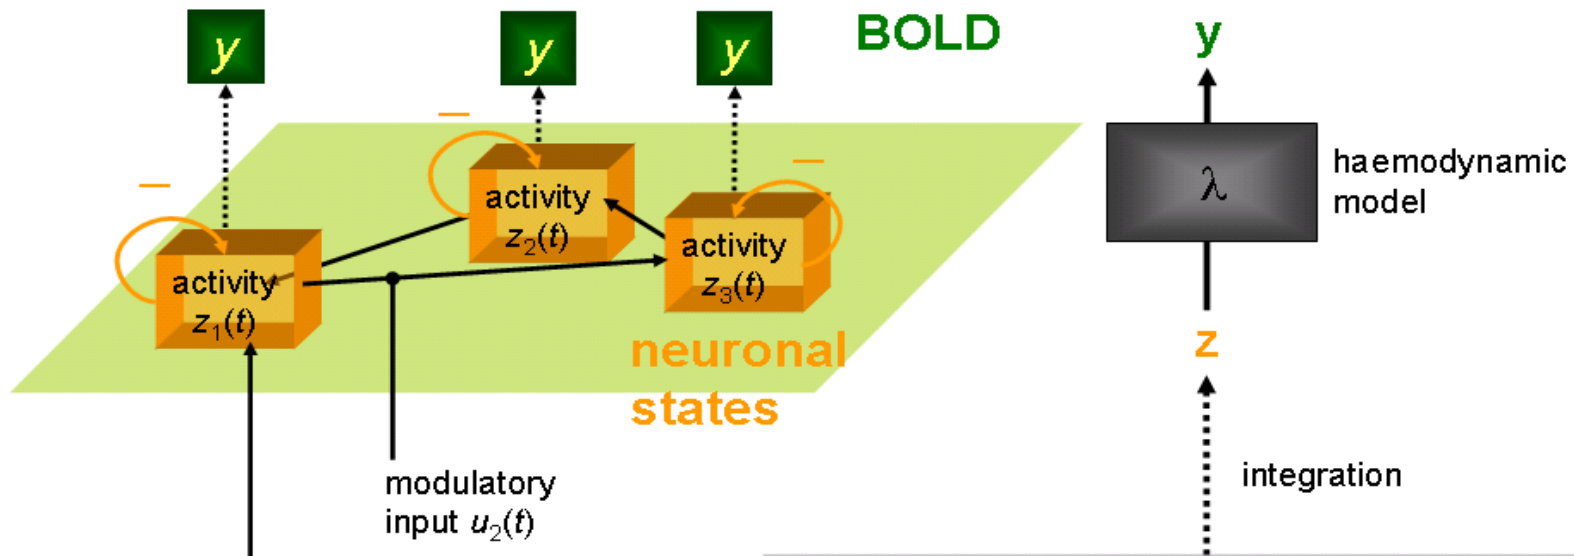 y
y
y
BOLD
y
activity
z₂(t)
activity
z₃(t)
activity
z₁(t)
λ
haemodynamic
model
neuronal
states
z
modulatory
input u₂(t)
integration